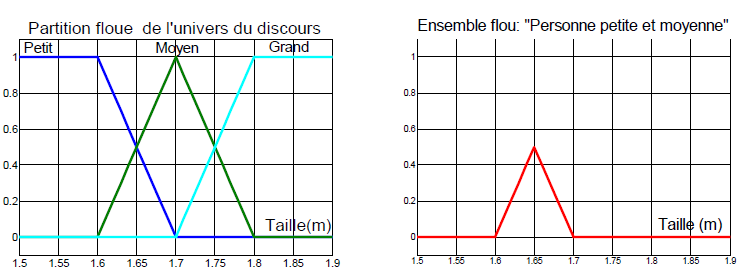 Partition floue de l'univers du discours
Petit Moyen Grand
1
0.8
0.6
0.4
0.2
0
Taille(m)
1.5 1.55 1.6 1.65 1.7 1.75 1.8 1.85 1.9
Ensemble flou: "Personne petite et moyenne"
1
0.8
0.6
0.4
0.2
0
Taille (m)
1.5 1.55 1.6 1.65 1.7 1.75 1.8 1.85 1.9